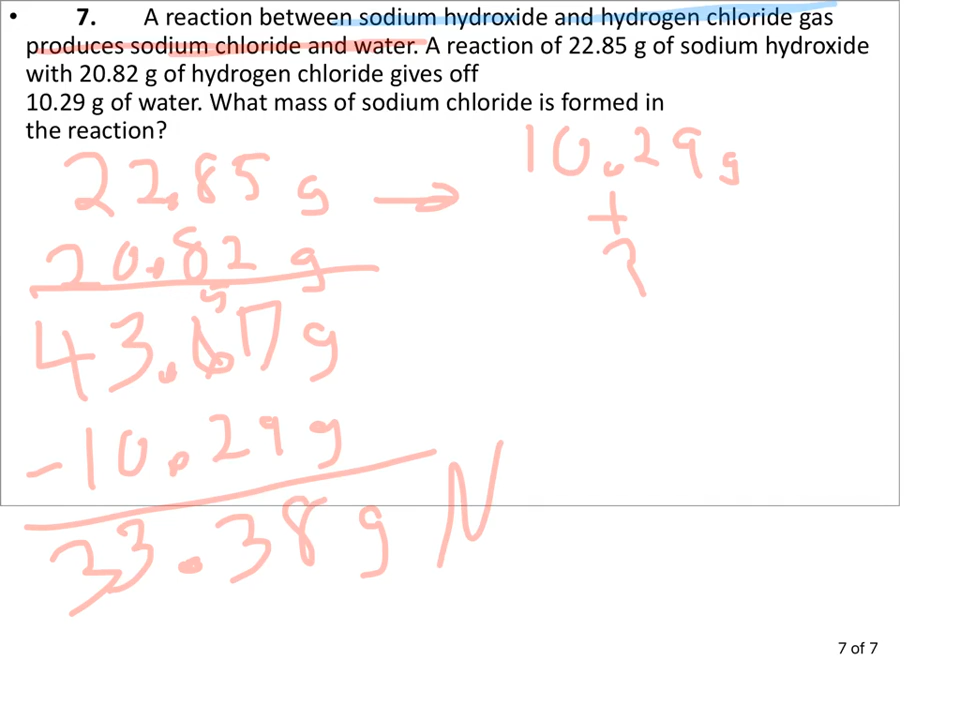 • 7. A reaction between sodium hydroxide and hydrogen chloride gas
produces sodium chloride and water. A reaction of 22.85 g of sodium hydroxide
with 20.82 g of hydrogen chloride gives off
10.29 g of water. What mass of sodium chloride is formed in
the reaction?
22.85 g → 10.29 g
20.82 g +
?
5
43.67 g
-10.29 g
33.38 g N
7 of 7